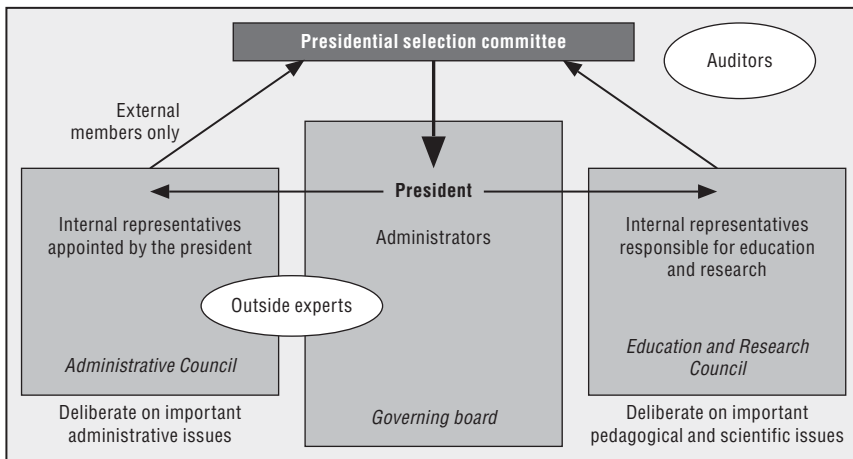 Presidential selection committee
Auditors
External
members only
President
Internal representatives
appointed by the president
Administrators
Internal representatives
responsible for education
and research
Outside experts
Administrative Council
Governing board
Education and Research
Council
Deliberate on important
administrative issues
Deliberate on important
pedagogical and scientific issues